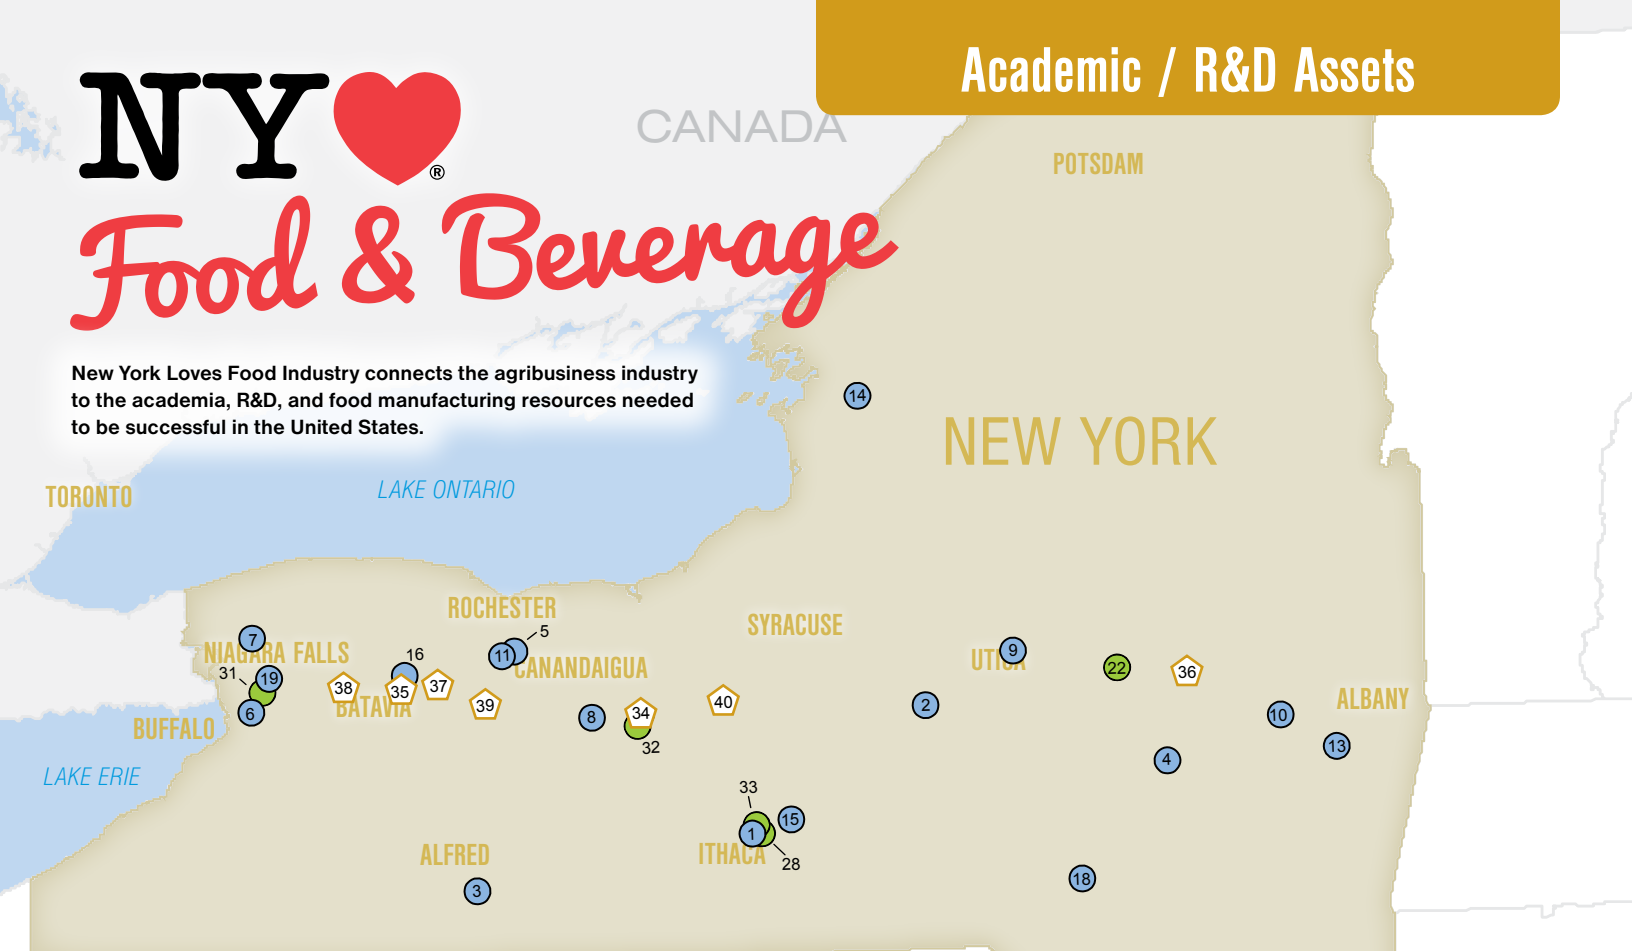 Academic / R&D Assets
NY
®
CANADA
POTSDAM
Food & Beverage
New York Loves Food Industry connects the agribusiness industry
to the academia, R&D, and food manufacturing resources needed
to be successful in the United States.
14
NEW YORK
TORONTO
LAKE ONTARIO
ROCHESTER
SYRACUSE
5
7
NIAGARA FALLS
16
11
CANANDAIGUA
9
UTICA
22
36
31
19
38
35
37
39
BATAVIA
40
34
8
32
2
6
BUFFALO
10
ALBANY
13
4
LAKE ERIE
33
15
1
ITHACA
28
ALFRED
3
18